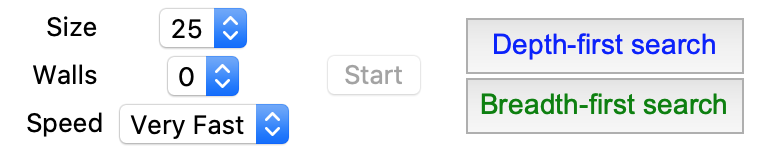 Size 25
Walls 0
Speed Very Fast
Start
Depth-first search
Breadth-first search